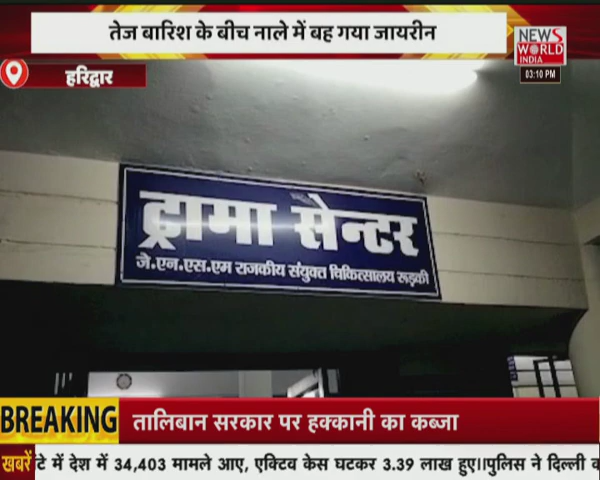 तेज बारिश के बीच नाले में बह गया जायरीन
NEWS
WORLD
INDIA
03:10 PM
हरिद्वार
ट्रामा सेन्टर
जे.एन.एस.एम राजकीय संयुक्त चिकित्सालय रूड़की
BREAKING
तालिबान सरकार पर हक्कानी का कब्जा
खबरें टे में देश में 34,403 मामले आए, एक्टिव केस घटकर 3.39 लाख हुए।।पुलिस ने दिल्ली